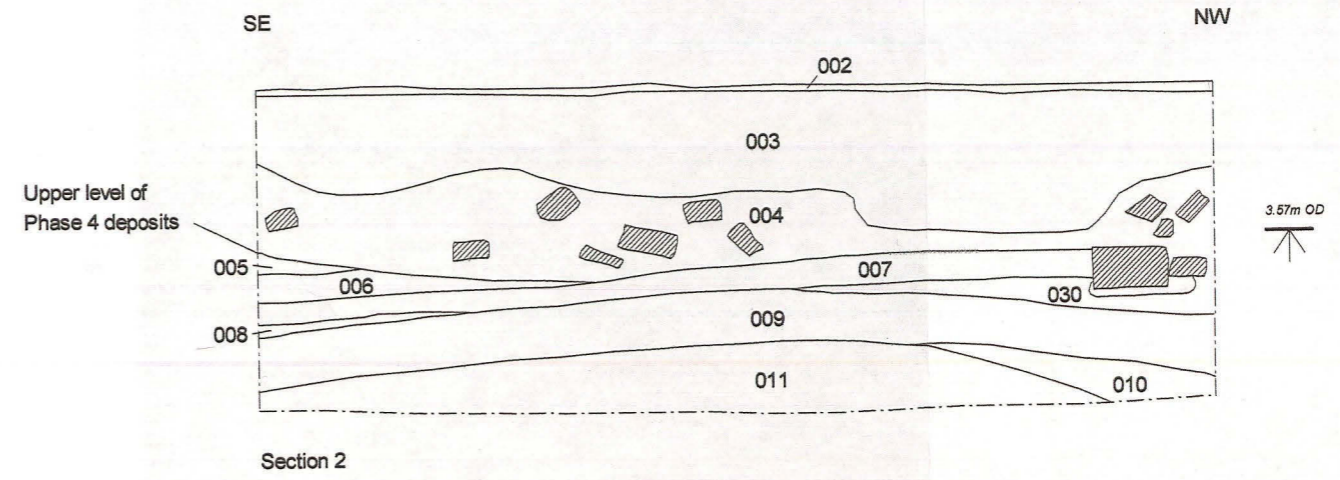 SE
NW
002
003
Upper level of
Phase 4 deposits
004
3.57m OD
005
007
006
030
008
009
011
010
Section 2